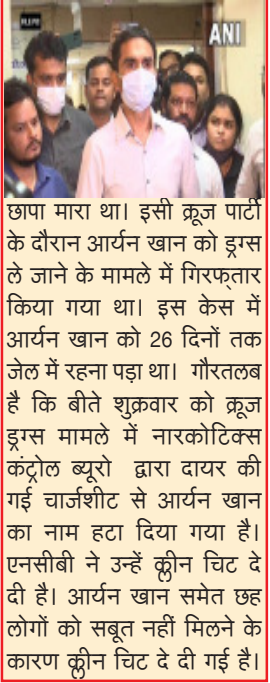 ANI
छापा मारा था। इसी क्रूज पार्टी
के दौरान आर्यन खान को ड्रग्स
ले जाने के मामले में गिरफ्तार
किया गया था। इस केस में
आर्यन खान को 26 दिनों तक
जेल में रहना पड़ा था। गौरतलब
है कि बीते शुक्रवार को क्रूज
ड्रग्स मामले में नारकोटिक्स
कंट्रोल ब्यूरो द्वारा दायर की
गई चार्जशीट से आर्यन खान
का नाम हटा दिया गया है।
एनसीबी ने उन्हें क्लीन चिट दे
दी है। आर्यन खान समेत छह
लोगों को सबूत नहीं मिलने के
कारण क्लीन चिट दे दी गई है।